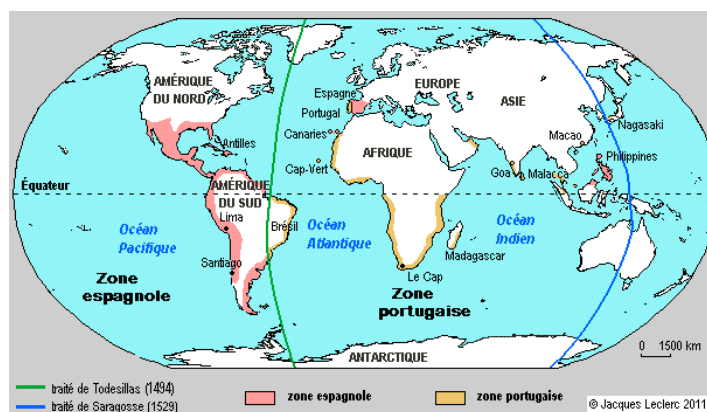 AMÉRIQUE
DU NORD
EUROPE
Espagne
ASIE
Portugal
Nagasaki
Macao
Antilles
Canaries
AFRIQUE
Philippines
Cap-Vert
Goa
Malacca
Équateur
AMÉRIQUE
DU SUD
Lima
Brésil
Océan
Pacifique
Océan
Atlantique
Océan
Indien
Madagascar
Santiago
Le Cap
Zone
espagnole
Zone
portugaise
ANTARCTIQUE
0 1500 km
traité de Todesillas (1494)
traité de Saragosse (1529)
zone espagnole
zone portugaise
© Jacques Leclerc 2011